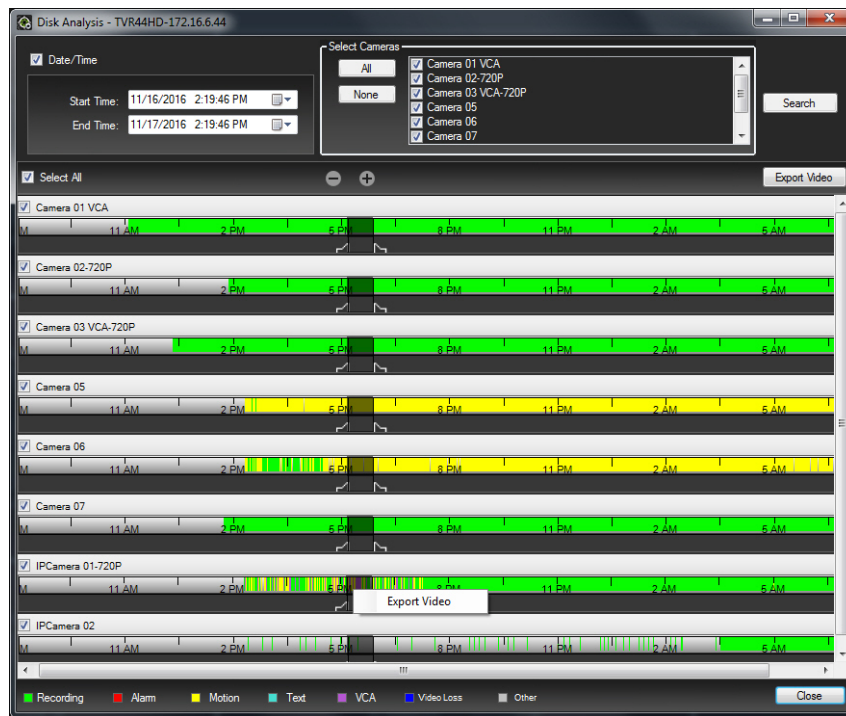 Disk Analysis - TVR44HD-172.16.6.44
Date/Time
Start Time: 11/16/2016 2:19:46 PM
End Time: 11/17/2016 2:19:46 PM
Select Cameras
All
None
Camera 01 VCA
Camera 02-720P
Camera 03 VCA-720P
Camera 05
Camera 06
Camera 07
Search
Select All
Export Video
Camera 01 VCA
M 11 AM 2 PM 5 PM 8 PM 11 PM 2 AM 5 AM
Camera 02-720P
M 11 AM 2 PM 5 PM 8 PM 11 PM 2 AM 5 AM
Camera 03 VCA-720P
M 11 AM 2 PM 5 PM 8 PM 11 PM 2 AM 5 AM
Camera 05
M 11 AM 2 PM 5 PM 8 PM 11 PM 2 AM 5 AM
Camera 06
M 11 AM 2 PM 5 PM 8 PM 11 PM 2 AM 5 AM
Camera 07
M 11 AM 2 PM 5 PM 8 PM 11 PM 2 AM 5 AM
IPCamera 01-720P
M 11 AM 2 PM 5 PM 8 PM 11 PM 2 AM 5 AM
Export Video
IPCamera 02
M 11 AM 2 PM 5 PM 8 PM 11 PM 2 AM 5 AM
Recording Alarm Motion Text VCA Video Loss Other
Close